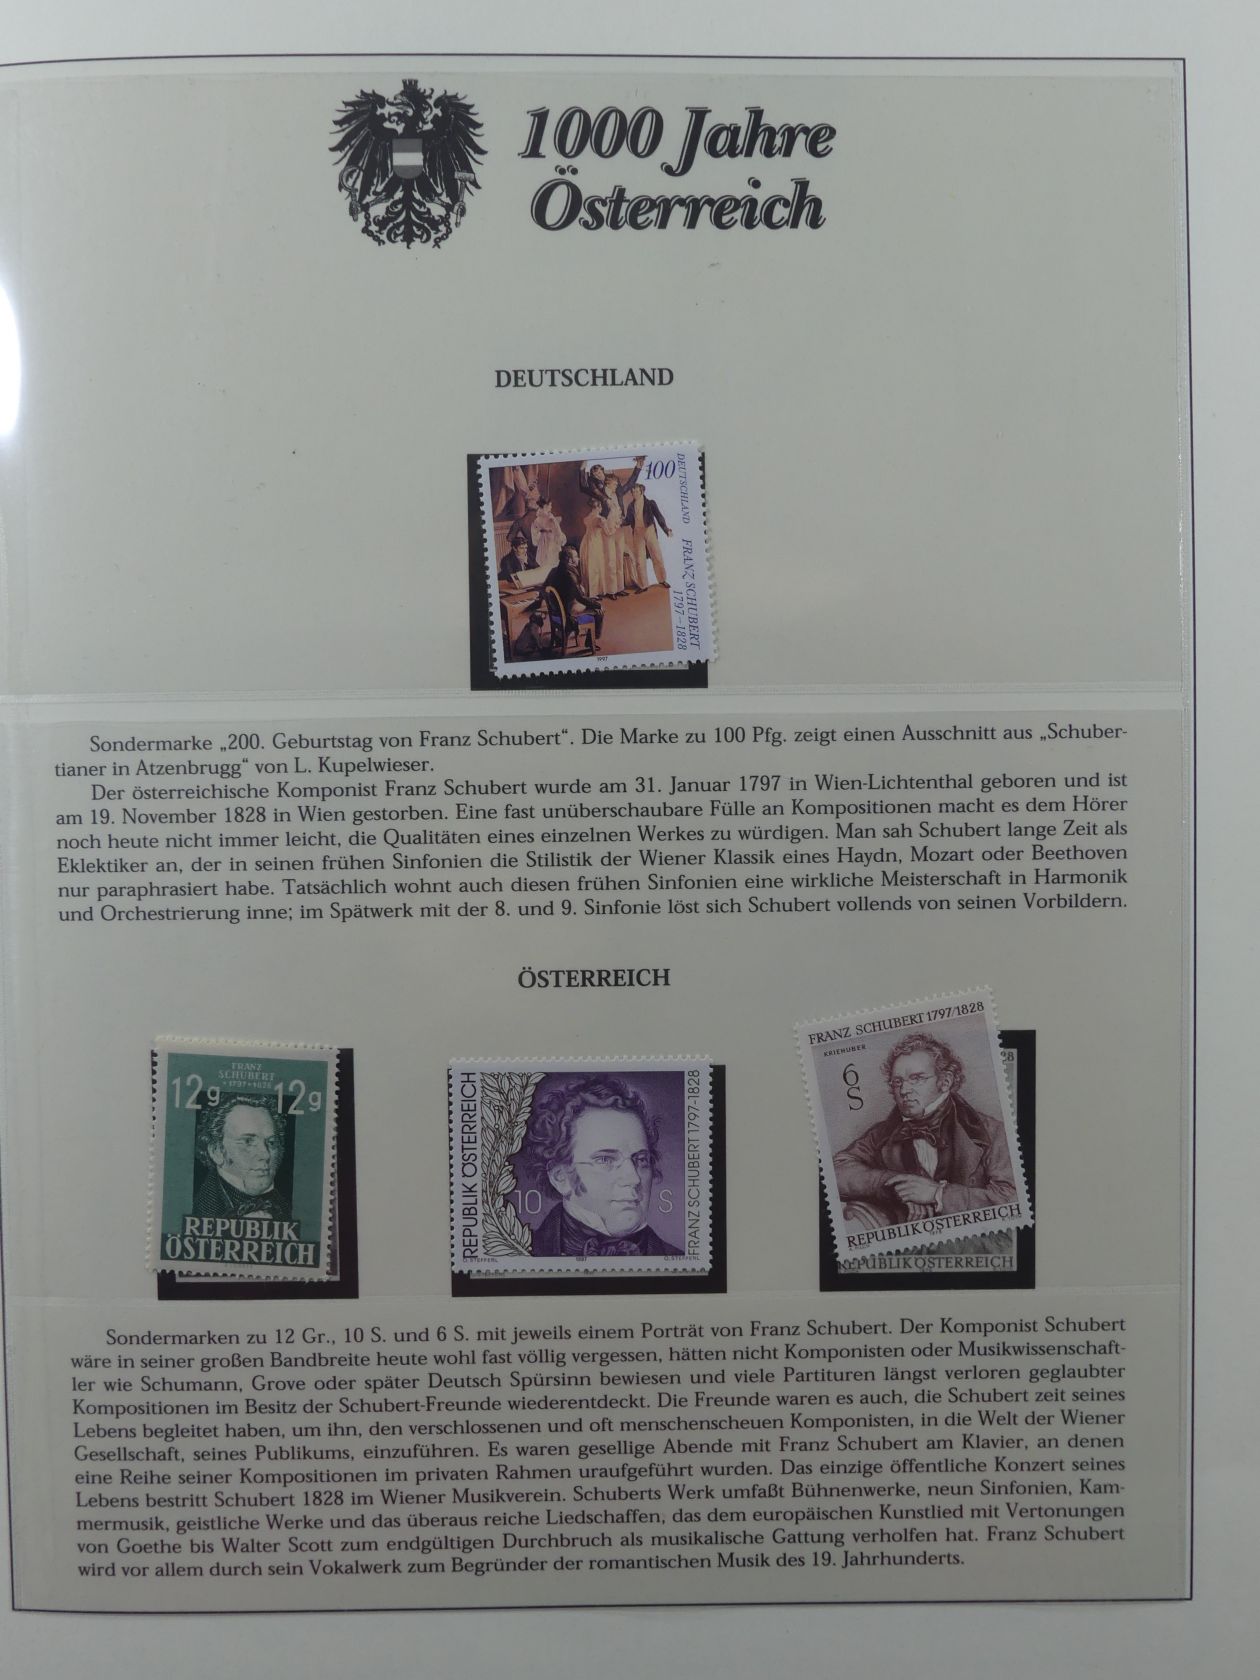 1000 Jahre
Österreich
DEUTSCHLAND
100
DEUTSCHLAND FRANZ SCHUBERT
1797–1828
1997
Sondermarke „200. Geburtstag von Franz Schubert“. Die Marke zu 100 Pfg. zeigt einen Ausschnitt aus „Schuber-
tianer in Atzenbrugg“ von L. Kupelwieser.
Der österreichische Komponist Franz Schubert wurde am 31. Januar 1797 in Wien-Lichtenthal geboren und ist
am 19. November 1828 in Wien gestorben. Eine fast unüberschaubare Fülle an Kompositionen macht es dem Hörer
noch heute nicht immer leicht, die Qualitäten eines einzelnen Werkes zu würdigen. Man sah Schubert lange Zeit als
Eklektiker an, der in seinen frühen Sinfonien die Stilistik der Wiener Klassik eines Haydn, Mozart oder Beethoven
nur paraphrasiert habe. Tatsächlich wohnt auch diesen frühen Sinfonien eine wirkliche Meisterschaft in Harmonik
und Orchestrierung inne; im Spätwerk mit der 8. und 9. Sinfonie löst sich Schubert vollends von seinen Vorbildern.
ÖSTERREICH
FRANZ
SCHUBERT
*1797 +1828
12g 12g
REPUBLIK
ÖSTERREICH
REPUBLIK ÖSTERREICH
10 S
FRANZ SCHUBERT 1797-1828
O. STEFFERL 1997 O. STEFFERL
FRANZ SCHUBERT 1797/1828
KRIEHUBER
6
S
REPUBLIK ÖSTERREICH
828
REPUBLIK ÖSTERREICH
Sondermarken zu 12 Gr., 10 S. und 6 S. mit jeweils einem Porträt von Franz Schubert. Der Komponist Schubert
wäre in seiner großen Bandbreite heute wohl fast völlig vergessen, hätten nicht Komponisten oder Musikwissenschaft-
ler wie Schumann, Grove oder später Deutsch Spürsinn bewiesen und viele Partituren längst verloren geglaubter
Kompositionen im Besitz der Schubert-Freunde wiederentdeckt. Die Freunde waren es auch, die Schubert zeit seines
Lebens begleitet haben, um ihn, den verschlossenen und oft menschenscheuen Komponisten, in die Welt der Wiener
Gesellschaft, seines Publikums, einzuführen. Es waren gesellige Abende mit Franz Schubert am Klavier, an denen
eine Reihe seiner Kompositionen im privaten Rahmen uraufgeführt wurden. Das einzige öffentliche Konzert seines
Lebens bestritt Schubert 1828 im Wiener Musikverein. Schuberts Werk umfaßt Bühnenwerke, neun Sinfonien, Kam-
mermusik, geistliche Werke und das überaus reiche Liedschaffen, das dem europäischen Kunstlied mit Vertonungen
von Goethe bis Walter Scott zum endgültigen Durchbruch als musikalische Gattung verholfen hat. Franz Schubert
wird vor allem durch sein Vokalwerk zum Begründer der romantischen Musik des 19. Jahrhunderts.